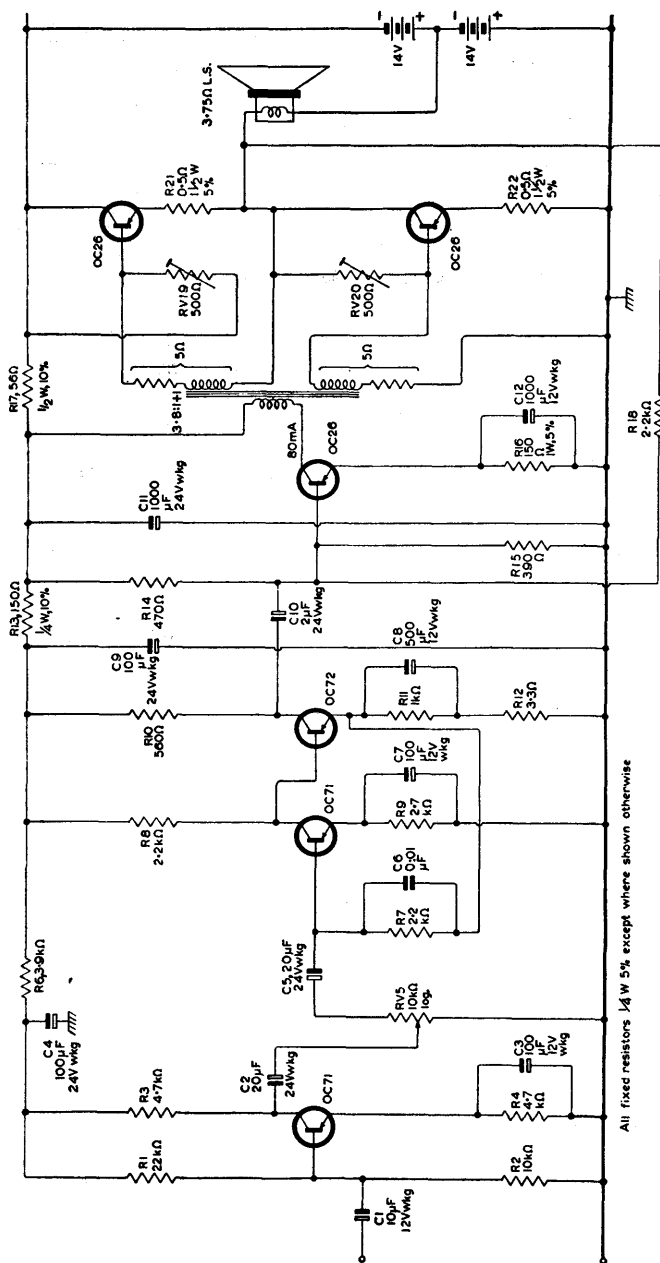 R6,3·9kΩ
R13,150Ω
¼W,10%
R17,56Ω
½W,10%
14V
14V
-
+
-
+
3·75Ω L.S.
C4
100µF
24V wkg
R1
22kΩ
R3
4·7kΩ
R8
2·2kΩ
R10
560Ω
C9
100
µF
24Vwkg
R14
470Ω
C11
1000
µF
24Vwkg
3·8:1+1
5Ω
OC26
RV19
500Ω
R21
0·5Ω
1½W
5%
C2
20µF
24Vwkg
C10
2µF
24Vwkg
80mA
5Ω
RV20
500Ω
C1
10µF
12Vwkg
OC71
C5,20µF
24Vwkg
OC71
OC72
OC26
OC26
R2
10kΩ
R4
4·7
kΩ
C3
100
µF
12V
wkg
RV5
10kΩ
log.
R7
2·2
kΩ
C6
0·01
µF
R9
2·7
kΩ
C7
100
µF
12V
wkg
R11
1kΩ
C8
500
µF
12Vwkg
R12
3·3Ω
R15
390
Ω
R16
150
Ω
1W,5%
C12
1000
µF
12Vwkg
R22
0·5Ω
1½W
5%
R18
2·2kΩ
All fixed resistors ¼W 5% except where shown otherwise